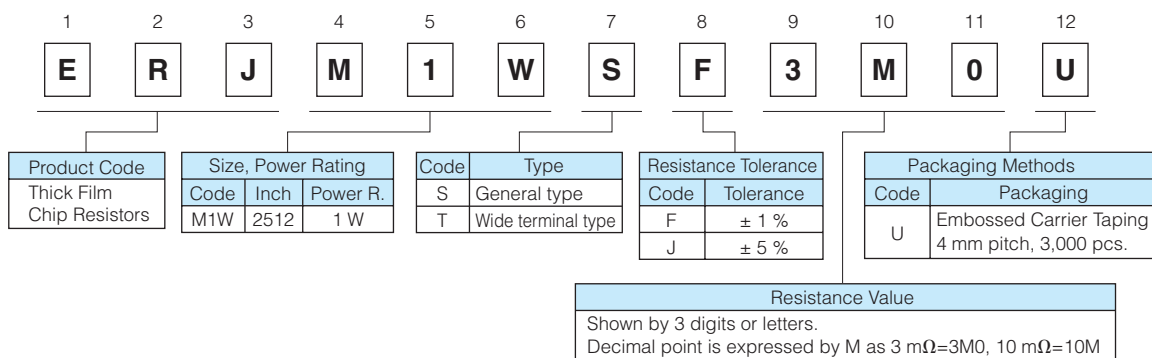 1 2 3 4 5 6 7 8 9 10 11 12
E R J M 1 W S F 3 M 0 U
Product Code
Thick Film
Chip Resistors
Size, Power Rating
Code Inch Power R.
M1W 2512 1 W
Code Type
S General type
T Wide terminal type
Resistance Tolerance
Code Tolerance
F ± 1 %
J ± 5 %
Packaging Methods
Code Packaging
U Embossed Carrier Taping
4 mm pitch, 3,000 pcs.
Resistance Value
Shown by 3 digits or letters.
Decimal point is expressed by M as 3 mΩ=3M0, 10 mΩ=10M